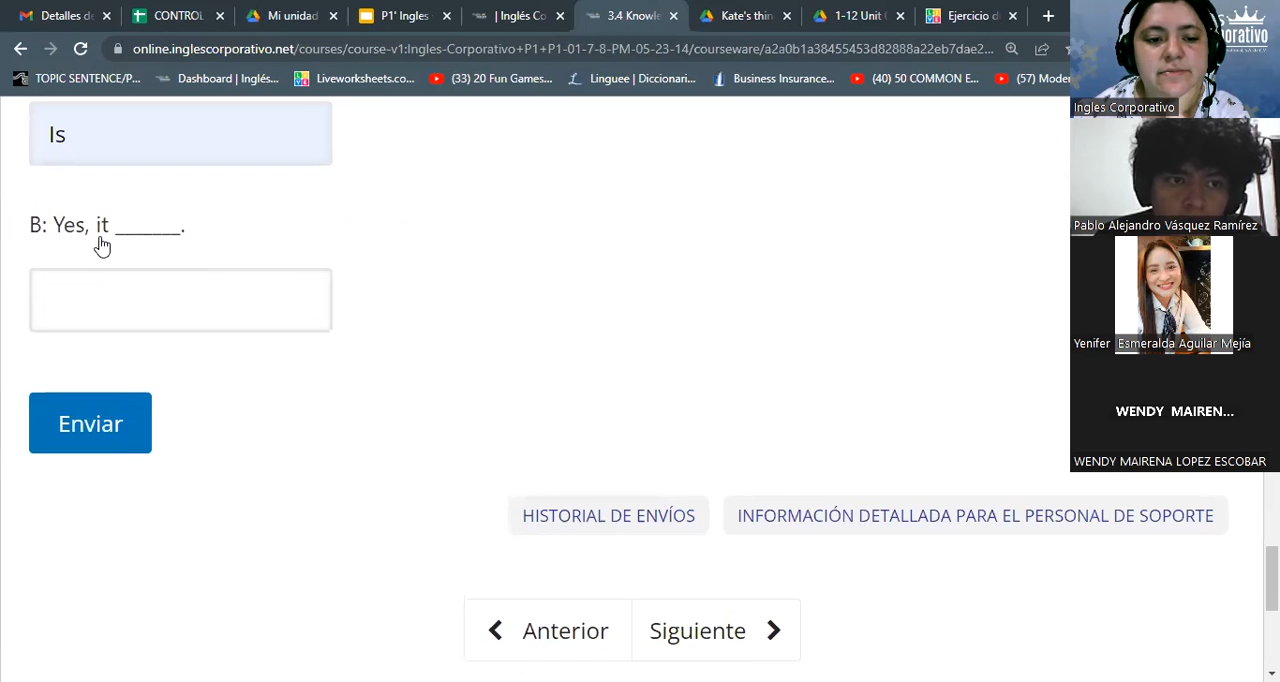 Detalles de
CONTROL
Mi unidad
P1' Ingles
| Inglés Co
3.4 Knowle
Kate's thin
1-12 Unit
Ejercicio d
online.inglescorporativo.net/courses/course-v1:Ingles-Corporativo+P1+P1-01-7-8-PM-05-23-14/courseware/a2a0b1a38455453d82888a22eb7dae2...
TOPIC SENTENCE/P...
Dashboard | Inglés...
Liveworksheets.co...
(33) 20 Fun Games...
Linguee | Diccionari...
Business Insurance...
(40) 50 COMMON E...
(57) Moder
Ingles Corporativo
Is
B: Yes, it _______.
Enviar
HISTORIAL DE ENVÍOS
INFORMACIÓN DETALLADA PARA EL PERSONAL DE SOPORTE
Anterior
Siguiente
Pablo Alejandro Vásquez Ramírez
Yenifer Esmeralda Aguilar Mejía
WENDY MAIREN...
WENDY MAIRENA LOPEZ ESCOBAR